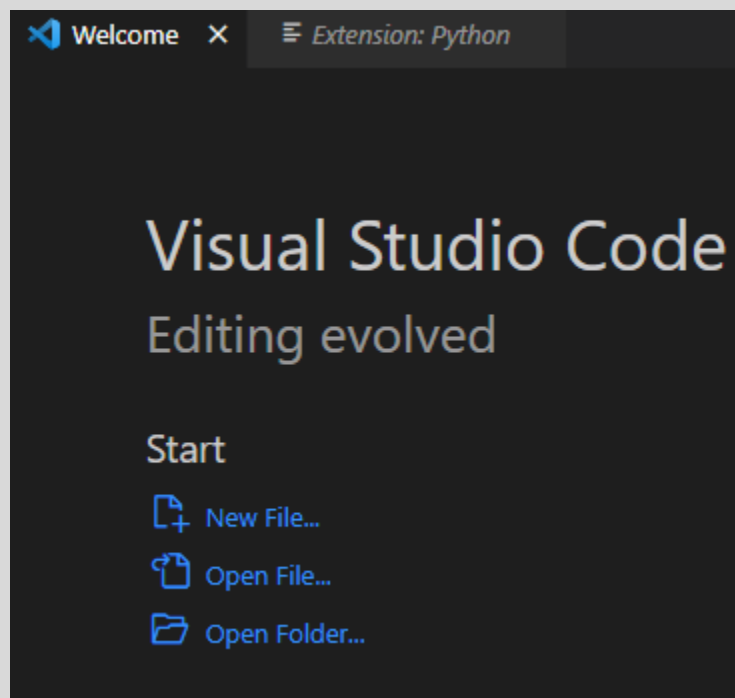 Welcome Extension: Python
Visual Studio Code
Editing evolved
Start
New File...
Open File...
Open Folder...